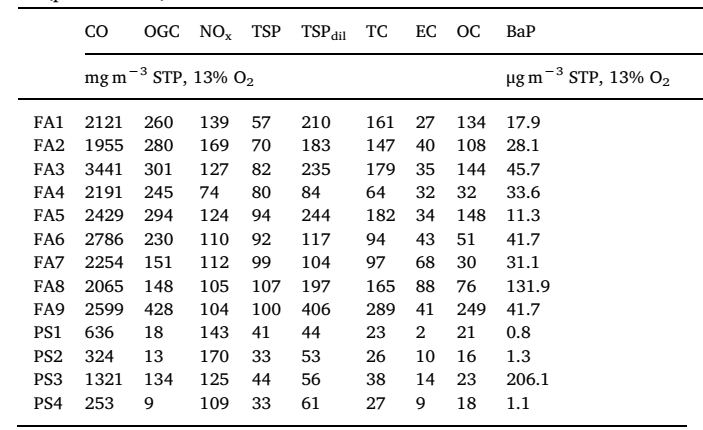 CO OGC NOx TSP TSPdil TC EC OC BaP
mg m−3 STP, 13% O2 μg m−3 STP, 13% O2
FA1 2121 260 139 57 210 161 27 134 17.9
FA2 1955 280 169 70 183 147 40 108 28.1
FA3 3441 301 127 82 235 179 35 144 45.7
FA4 2191 245 74 80 84 64 32 32 33.6
FA5 2429 294 124 94 244 182 34 148 11.3
FA6 2786 230 110 92 117 94 43 51 41.7
FA7 2254 151 112 99 104 97 68 30 31.1
FA8 2065 148 105 107 197 165 88 76 131.9
FA9 2599 428 104 100 406 289 41 249 41.7
PS1 636 18 143 41 44 23 2 21 0.8
PS2 324 13 170 33 53 26 10 16 1.3
PS3 1321 134 125 44 56 38 14 23 206.1
PS4 253 9 109 33 61 27 9 18 1.1